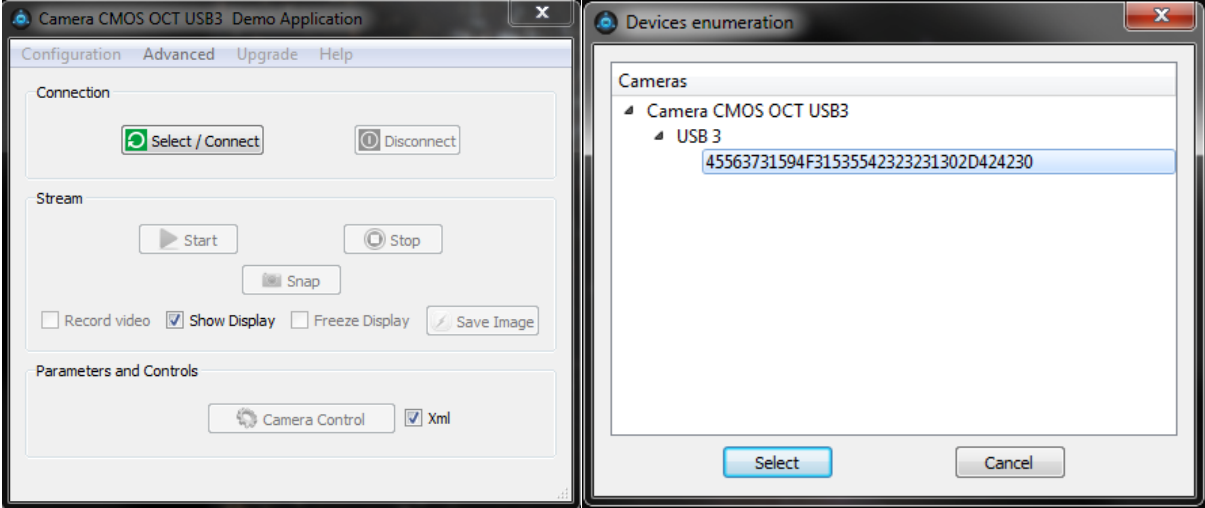 Camera CMOS OCT USB3 Demo Application
x
Configuration Advanced Upgrade Help
Connection
Select / Connect Disconnect
Stream
Start Stop
Snap
Record video Show Display Freeze Display Save Image
Parameters and Controls
Camera Control Xml
Devices enumeration
x
Cameras
Camera CMOS OCT USB3
USB 3
45563731594F31535542323231302D424230
Select Cancel